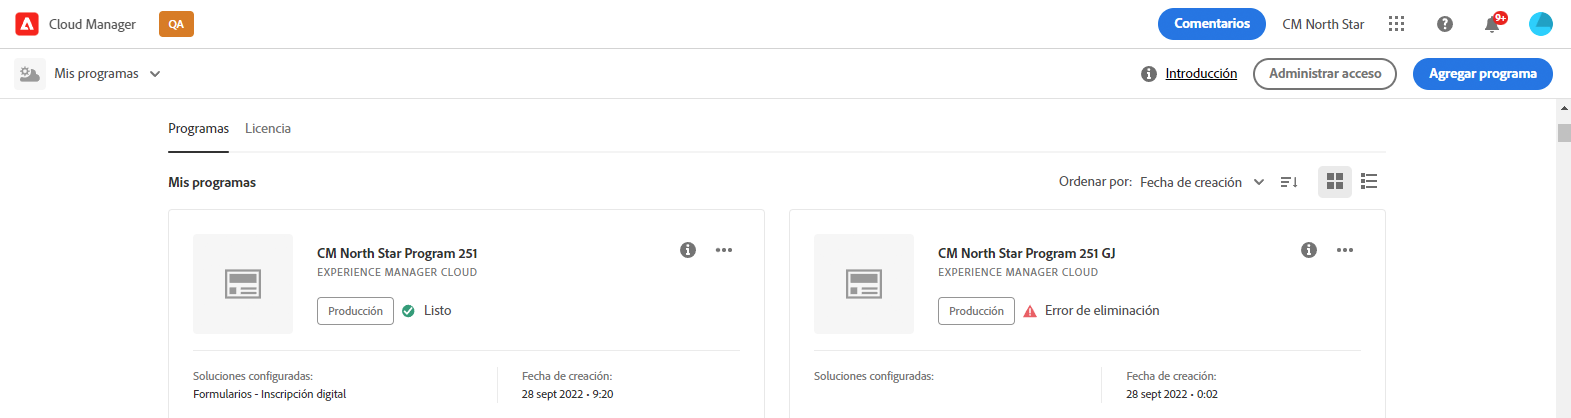 Cloud Manager
QA
Comentarios
CM North Star
9+
Mis programas
Introducción
Administrar acceso
Agregar programa
Programas
Licencia
Mis programas
Ordenar por: Fecha de creación
CM North Star Program 251
EXPERIENCE MANAGER CLOUD
Producción
Listo
Soluciones configuradas:
Formularios - Inscripción digital
Fecha de creación:
28 sept 2022 • 9:20
CM North Star Program 251 GJ
EXPERIENCE MANAGER CLOUD
Producción
Error de eliminación
Soluciones configuradas:
Fecha de creación:
28 sept 2022 • 0:02